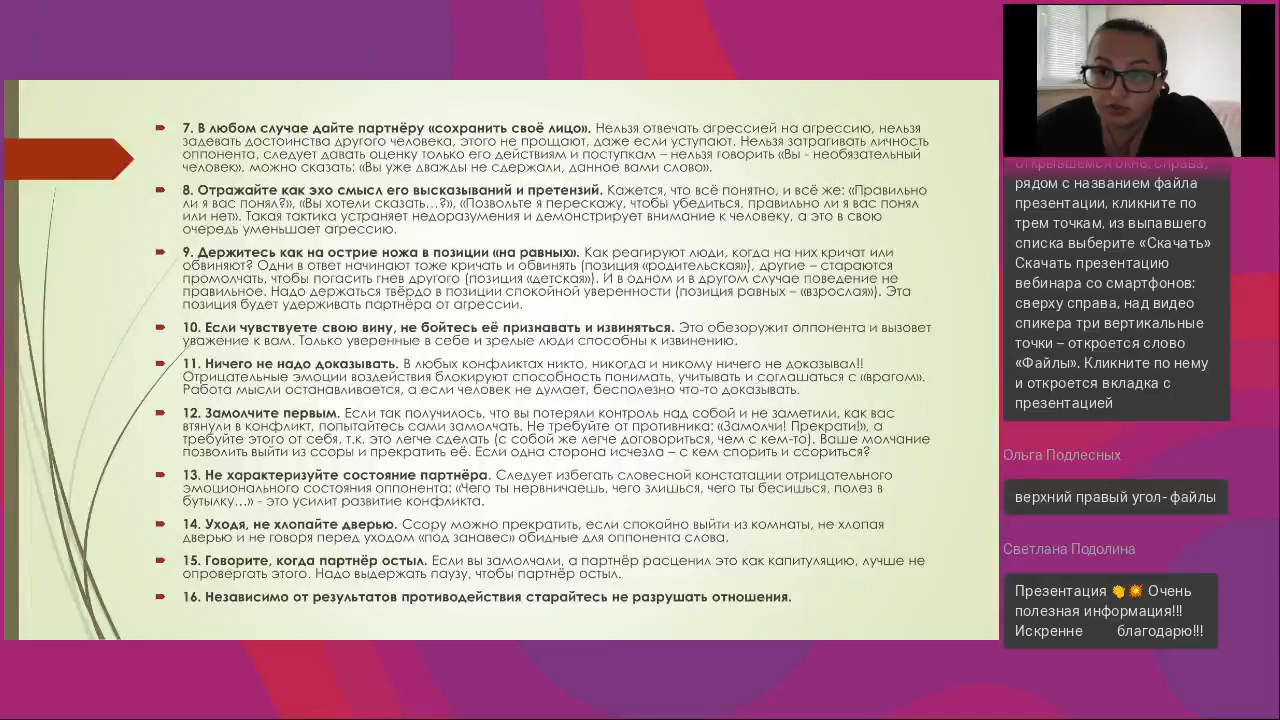 7. В любом случае дайте партнёру «сохранить своё лицо». Нельзя отвечать агрессией на агрессию, нельзя
задевать достоинства другого человека, этого не прощают, даже если уступают. Нельзя затрагивать личность
оппонента, следует давать оценку только его действиям и поступкам – нельзя говорить «Вы - необязательный
человек», можно сказать: «Вы уже дважды не сдержали, данное вами слово».
8. Отражайте как эхо смысл его высказываний и претензий. Кажется, что всё понятно, и всё же: «Правильно
ли я вас понял?», «Вы хотели сказать…?», «Позвольте я перескажу, чтобы убедиться, правильно ли я вас понял
или нет». Такая тактика устраняет недоразумения и демонстрирует внимание к человеку, а это в свою
очередь уменьшает агрессию.
9. Держитесь как на острие ножа в позиции «на равных». Как реагируют люди, когда на них кричат или
обвиняют? Одни в ответ начинают тоже кричать и обвинять (позиция «родительская»), другие – стараются
промолчать, чтобы погасить гнев другого (позиция «детская»). И в одном и в другом случае поведение не
правильное. Надо держаться твёрдо в позиции спокойной уверенности (позиция равных – «взрослая»). Эта
позиция будет удерживать партнёра от агрессии.
10. Если чувствуете свою вину, не бойтесь её признавать и извиняться. Это обезоружит оппонента и вызовет
уважение к вам. Только уверенные в себе и зрелые люди способны к извинению.
11. Ничего не надо доказывать. В любых конфликтах никто, никогда и никому ничего не доказывал!!
Отрицательные эмоции воздействия блокируют способность понимать, учитывать и соглашаться с «врагом».
Работа мысли останавливается, а если человек не думает, бесполезно что-то доказывать.
12. Замолчите первым. Если так получилось, что вы потеряли контроль над собой и не заметили, как вас
втянули в конфликт, попытайтесь сами замолчать. Не требуйте от противника: «Замолчи! Прекрати!», а
требуйте этого от себя, т.к. это легче сделать (с собой же легче договориться, чем с кем-то). Ваше молчание
позволить выйти из ссоры и прекратить её. Если одна сторона исчезла – с кем спорить и ссориться?
13. Не характеризуйте состояние партнёра. Следует избегать словесной констатации отрицательного
эмоционального состояния оппонента: «Чего ты нервничаешь, чего злишься, чего ты бесишься, полез в
бутылку…» - это усилит развитие конфликта.
14. Уходя, не хлопайте дверью. Ссору можно прекратить, если спокойно выйти из комнаты, не хлопая
дверью и не говоря перед уходом «под занавес» обидные для оппонента слова.
15. Говорите, когда партнёр остыл. Если вы замолчали, а партнёр расценил это как капитуляцию, лучше не
опровергать этого. Надо выдержать паузу, чтобы партнёр остыл.
16. Независимо от результатов противодействия старайтесь не разрушать отношения.
открывшемся окне, справа,
рядом с названием файла
презентации, кликните по
трем точкам, из выпавшего
списка выберите «Скачать»
Скачать презентацию
вебинара со смартфонов:
сверху справа, над видео
спикера три вертикальные
точки – откроется слово
«Файлы». Кликните по нему
и откроется вкладка с
презентацией
Ольга Подлесных
верхний правый угол- файлы
Светлана Подолина
Презентация 👏💥 Очень
полезная информация!!!
Искренне благодарю!!!